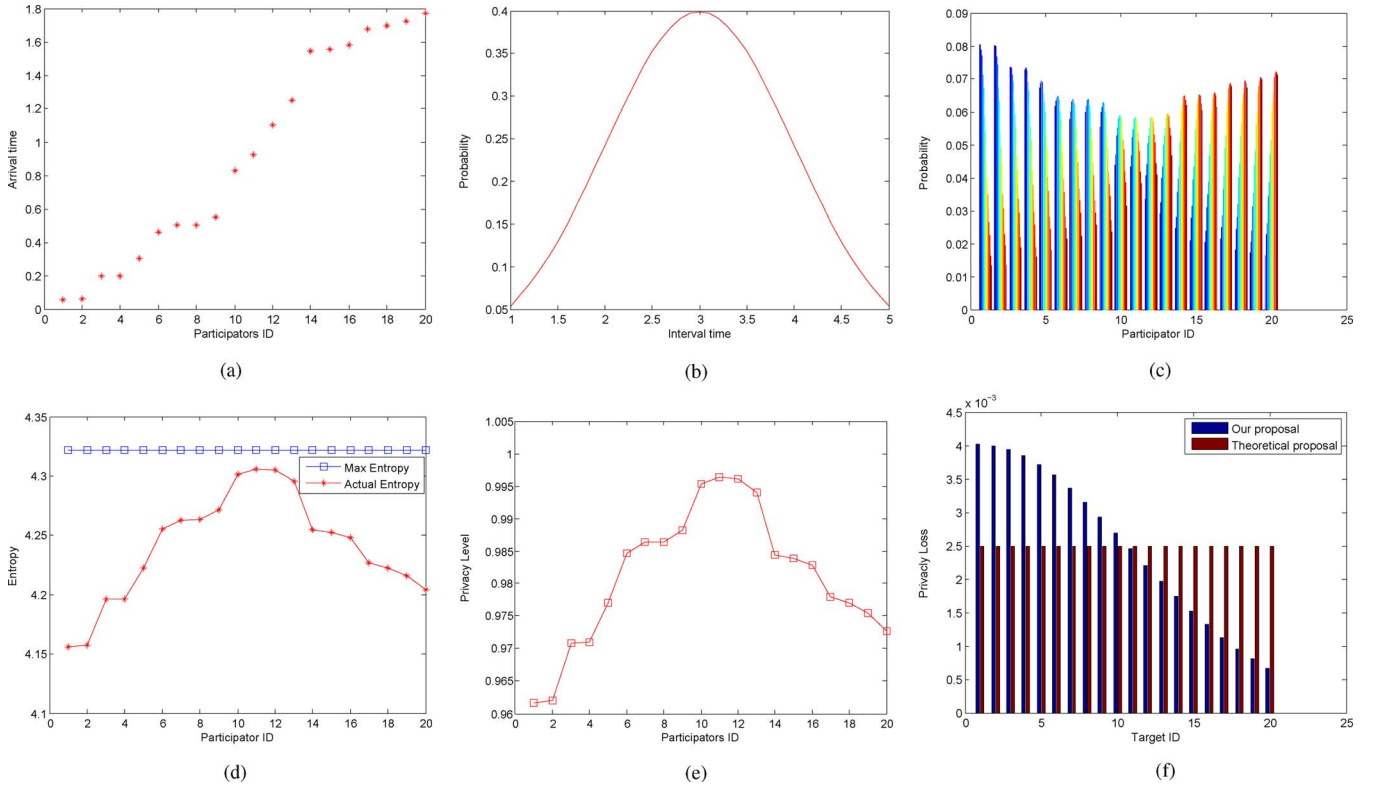 1.8
1.6
1.4
1.2
1
0.8
0.6
0.4
0.2
0
Arrival time
0 2 4 6 8 10 12 14 16 18 20
Participators ID
(a)
0.4
0.4
0.3
0.25
0.2
0.15
0.1
0.05
Probability
1 1.5 2 2.5 3 3.5 4 4.5 5
Interval time
(b)
0.09
0.08
0.07
0.06
0.05
0.04
0.03
0.02
0.01
0
Probability
0 5 10 15 20 25
Participator ID
(c)
4.35
4.3
4.25
4.2
4.15
4.1
Entropy
Max Entropy
Actual Entropy
0 2 4 6 8 10 12 14 16 18 20
Participator ID
(d)
1.005
1
0.995
0.99
0.985
0.98
0.975
0.97
0.965
0.96
Privacy Level
0 2 4 6 8 10 12 14 16 18 20
Participators ID
(e)
x 10⁻³
4.5
4
3.5
3
2.5
2
1.5
1
0.5
0
Privacly Loss
Our proposal
Theoretical proposal
0 5 10 15 20 25
Target ID
(f)